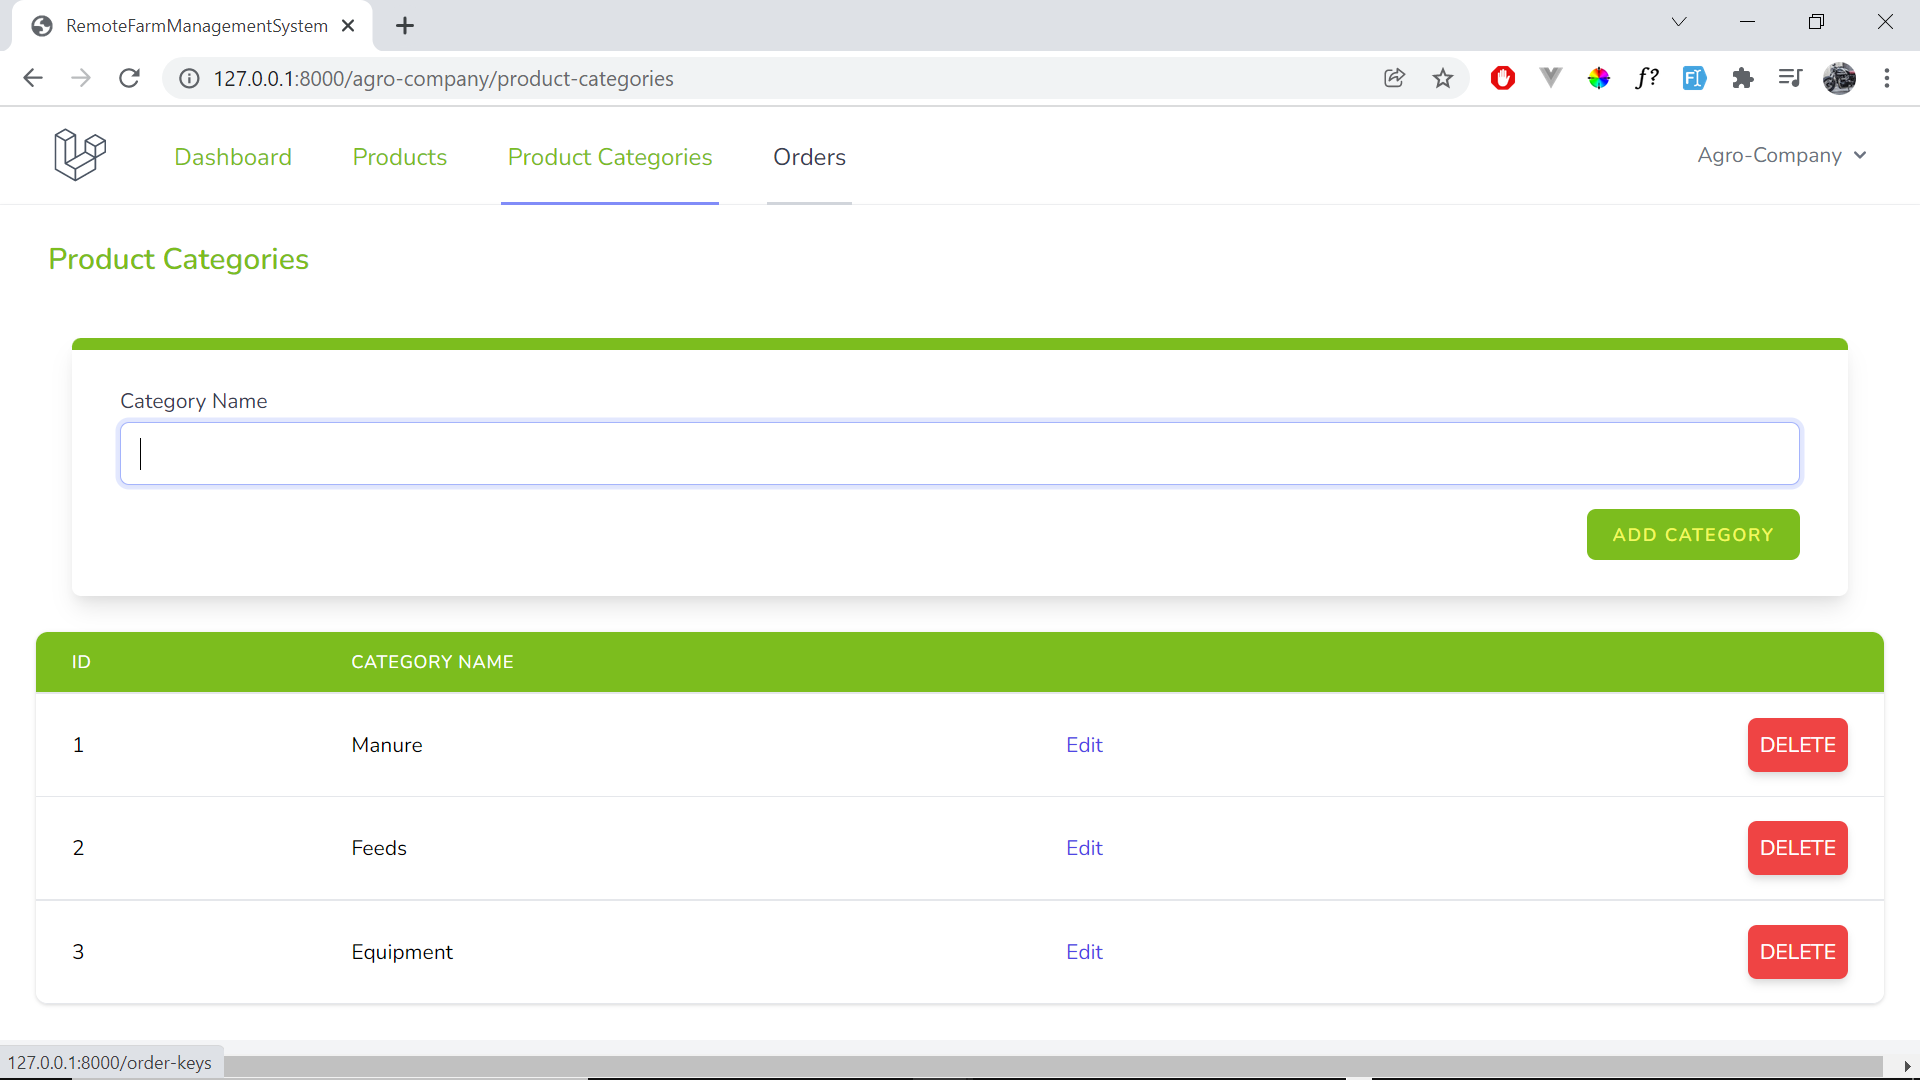 RemoteFarmManagementSystem
127.0.0.1:8000/agro-company/product-categories
Dashboard Products Product Categories Orders Agro-Company
Product Categories
Category Name
ADD CATEGORY
ID CATEGORY NAME
1 Manure Edit DELETE
2 Feeds Edit DELETE
3 Equipment Edit DELETE
127.0.0.1:8000/order-keys